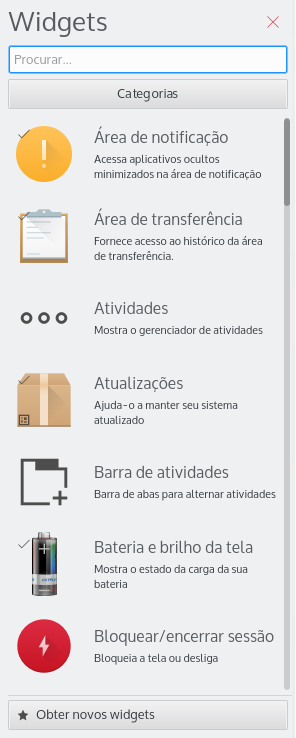 Widgets
Procurar...
Categorias
Área de notificação
Acessa aplicativos ocultos
minimizados na área de notificação
Área de transferência
Fornece acesso ao histórico da área
de transferência.
Atividades
Mostra o gerenciador de atividades
Atualizações
Ajuda-o a manter seu sistema
atualizado
Barra de atividades
Barra de abas para alternar atividades
Bateria e brilho da tela
Mostra o estado da carga da sua
bateria
Bloquear/encerrar sessão
Bloqueia a tela ou desliga
Obter novos widgets